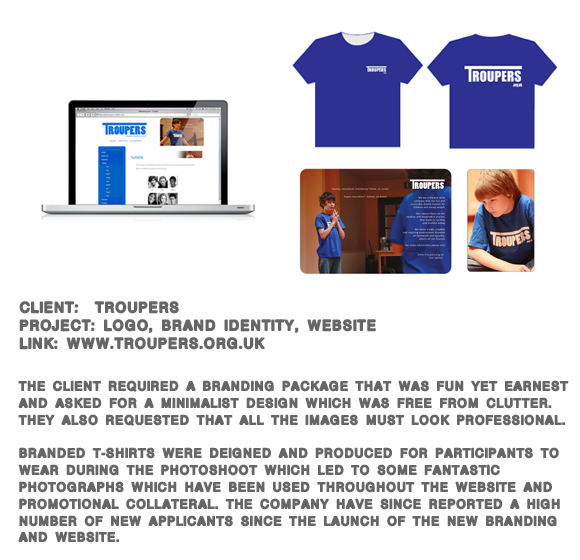 TROUPERS
TROUPERS
TROUPERS
TROUPERS
TROUPERS
CLIENT: TROUPERS
PROJECT: LOGO, BRAND IDENTITY, WEBSITE
LINK: WWW.TROUPERS.ORG.UK
THE CLIENT REQUIRED A BRANDING PACKAGE THAT WAS FUN YET EARNEST
AND ASKED FOR A MINIMALIST DESIGN WHICH WAS FREE FROM CLUTTER.
THEY ALSO REQUESTED THAT ALL THE IMAGES MUST LOOK PROFESSIONAL.
BRANDED T-SHIRTS WERE DEIGNED AND PRODUCED FOR PARTICIPANTS TO
WEAR DURING THE PHOTOSHOOT WHICH LED TO SOME FANTASTIC
PHOTOGRAPHS WHICH HAVE BEEN USED THROUGHOUT THE WEBSITE AND
PROMOTIONAL COLLATERAL. THE COMPANY HAVE SINCE REPORTED A HIGH
NUMBER OF NEW APPLICANTS SINCE THE LAUNCH OF THE NEW BRANDING
AND WEBSITE.